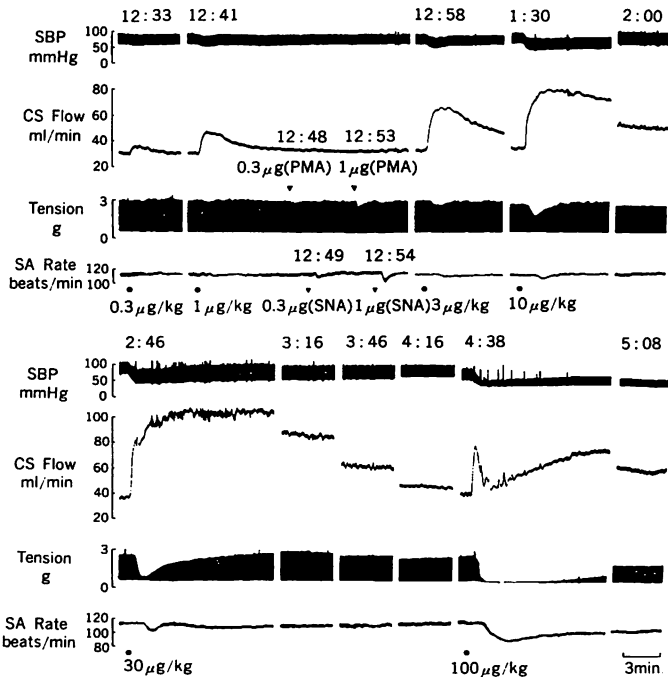 12:33 12:41 12:58 1:30 2:00
SBP
mmHg
100
50
0
CS Flow
ml/min
80
60
40
20
12:48 12:53
0.3μg(PMA) 1μg(PMA)
Tension
g
3
0
12:49 12:54
SA Rate
beats/min
120
100
0.3μg/kg 1μg/kg 0.3μg(SNA) 1μg(SNA) 3μg/kg 10μg/kg
2:46 3:16 3:46 4:16 4:38 5:08
SBP
mmHg
100
50
0
CS Flow
ml/min
100
80
60
40
20
Tension
g
3
0
SA Rate
beats/min
120
100
80
30μg/kg 100μg/kg 3min